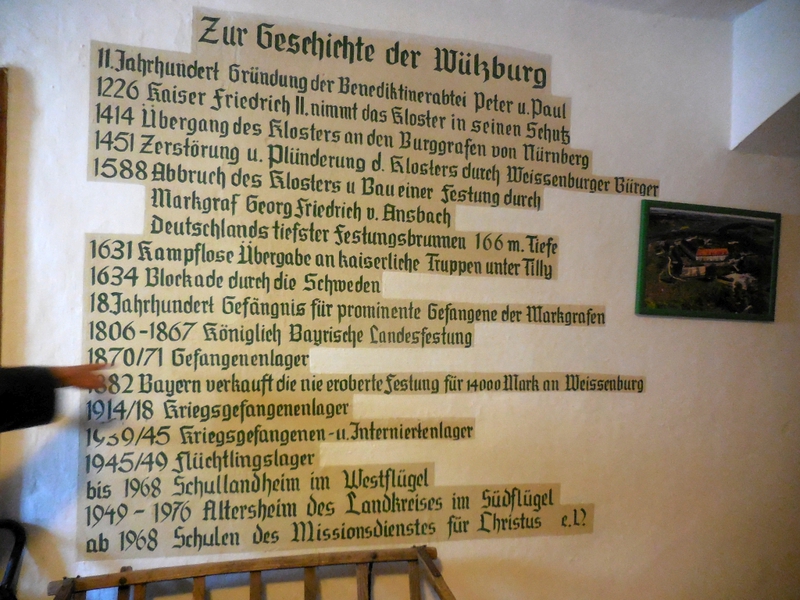 Zur Geschichte der Wülzburg
11. Jahrhundert Gründung der Benediktinerabtei Peter u. Paul
1226 Kaiser Friedrich II. nimmt das Kloster in seinen Schutz
1414 Übergang des Klosters an den Burggrafen von Nürnberg
1451 Zerstörung u. Plünderung d. Klosters durch Weissenburger Bürger
1588 Abbruch des Klosters u Bau einer Festung durch
Markgraf Georg Friedrich v. Ansbach
Deutschlands tiefster Festungsbrunnen 166 m. Tiefe
1631 Kampflose Übergabe an kaiserliche Truppen unter Tilly
1634 Blockade durch die Schweden
18. Jahrhundert Gefängnis für prominente Gefangene der Markgrafen
1806-1867 Königlich Bayrische Landesfestung
1870/71 Gefangenenlager
1882 Bayern verkauft die nie eroberte Festung für 14000 Mark an Weissenburg
1914/18 Kriegsgefangenenlager
1939/45 Kriegsgefangenen-u. Interniertenlager
1945/49 Flüchtlingslager
bis 1968 Schullandheim im Westflügel
1949 - 1976 Altersheim des Landkreises im Südflügel
ab 1968 Schulen des Missionsdienstes für Christus